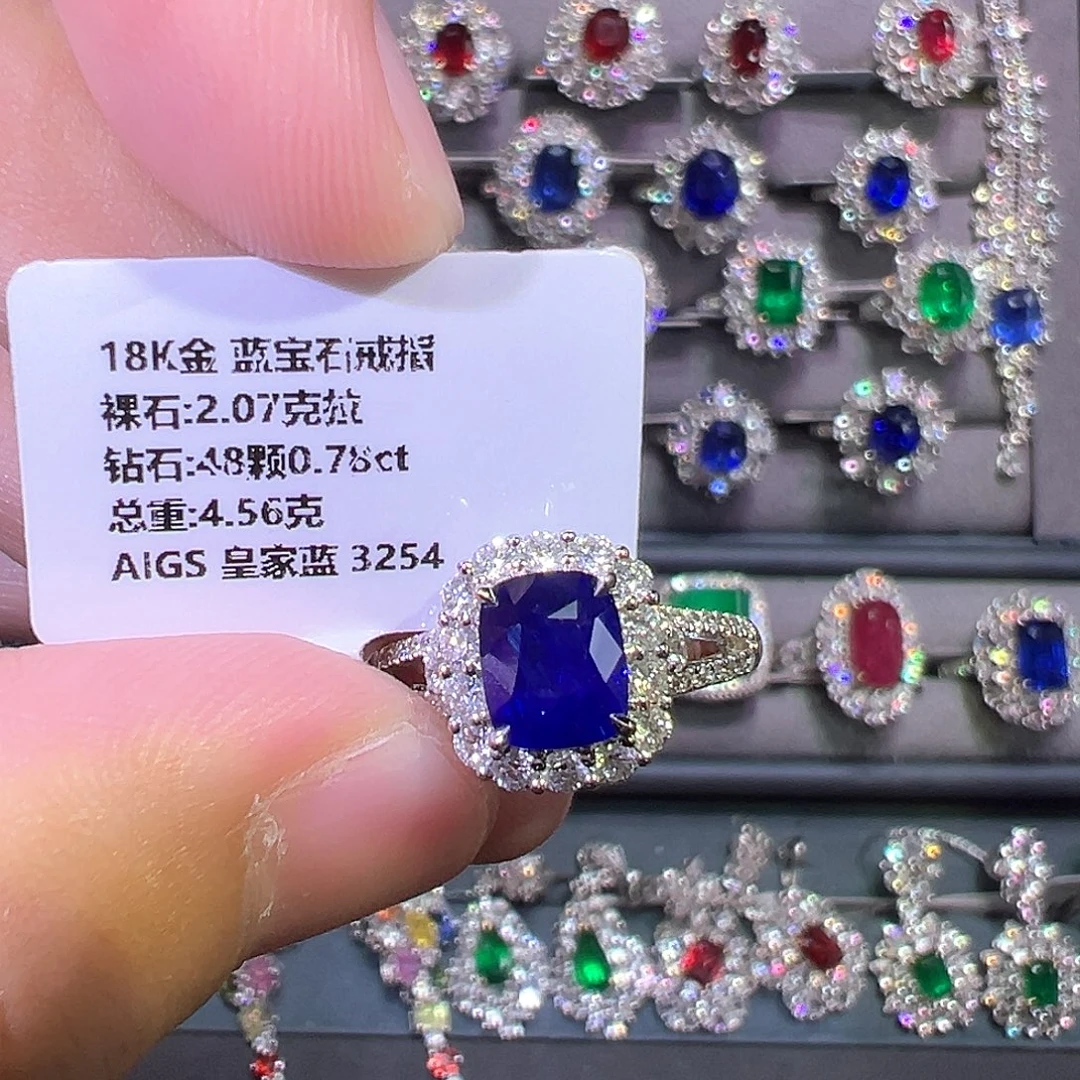 18K金 蓝宝石戒指
裸石:2.07克拉
钻石:48颗0.78ct
总重:4.56克
AIGS 皇家蓝 3254